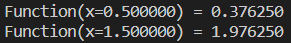 Function(x=0.500000) = 0.376250
Function(x=1.500000) = 1.976250